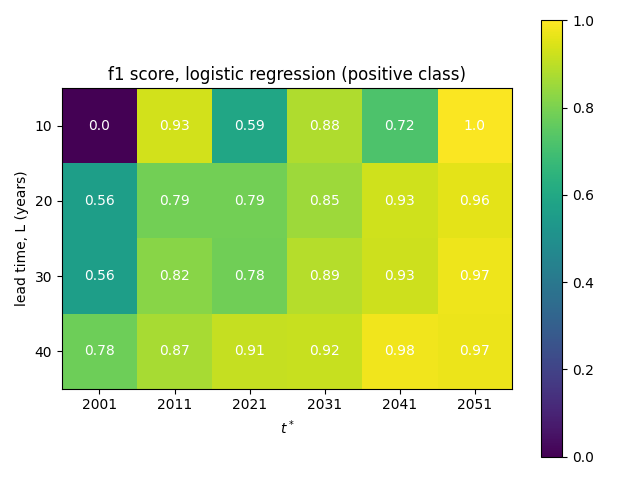 f1 score, logistic regression (positive class)
1.0
10 0.0 0.93 0.59 0.88 0.72 1.0
0.8
20 0.56 0.79 0.79 0.85 0.93 0.96
0.6
lead time, L (years)
30 0.56 0.82 0.78 0.89 0.93 0.97
0.4
40 0.78 0.87 0.91 0.92 0.98 0.97
0.2
2001 2011 2021 2031 2041 2051
t*
0.0